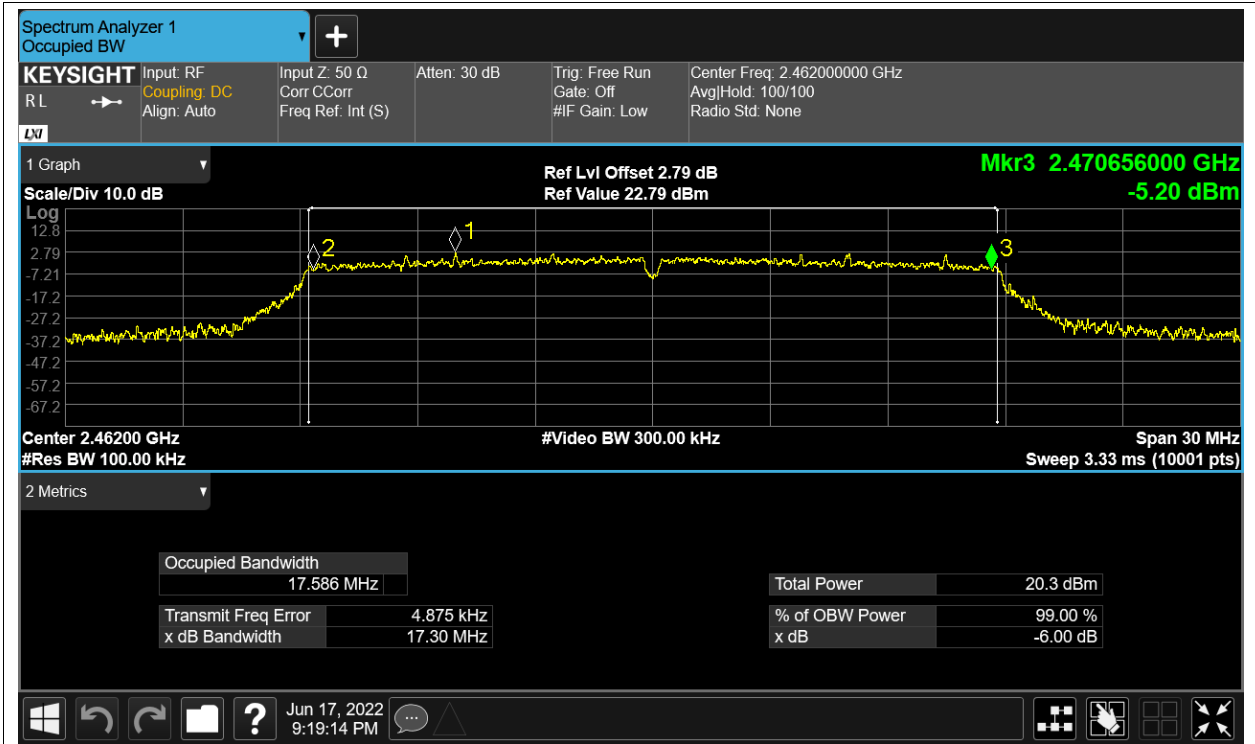 Spectrum Analyzer 1
Occupied BW
KEYSIGHT
R L
LXI
Input: RF
Coupling: DC
Align: Auto
Input Z: 50 Ω
Corr CCorr
Freq Ref: Int (S)
Atten: 30 dB
Trig: Free Run
Gate: Off
#IF Gain: Low
Center Freq: 2.462000000 GHz
Avg|Hold: 100/100
Radio Std: None
1 Graph
Scale/Div 10.0 dB
Ref Lvl Offset 2.79 dB
Ref Value 22.79 dBm
Mkr3 2.470656000 GHz
-5.20 dBm
Log
12.8
2.79
-7.21
-17.2
-27.2
-37.2
-47.2
-57.2
-67.2
2
1
3
Center 2.46200 GHz
#Res BW 100.00 kHz
#Video BW 300.00 kHz
Span 30 MHz
Sweep 3.33 ms (10001 pts)
2 Metrics
Occupied Bandwidth
17.586 MHz
Transmit Freq Error 4.875 kHz
x dB Bandwidth 17.30 MHz
Total Power 20.3 dBm
% of OBW Power 99.00 %
x dB -6.00 dB
?
Jun 17, 2022
9:19:14 PM